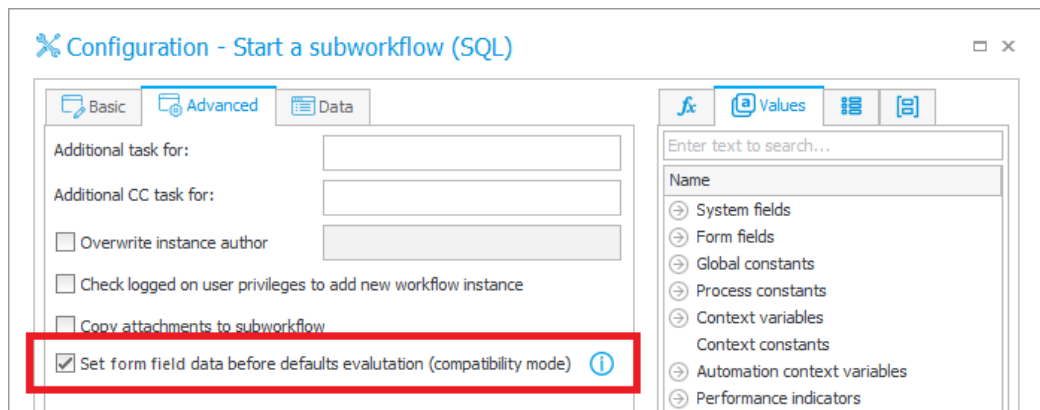 Configuration - Start a subworkflow (SQL)
Basic Advanced Data
Additional task for:
Additional CC task for:
Overwrite instance author
Check logged on user privileges to add new workflow instance
Copy attachments to subworkflow
Set form field data before defaults evalutation (compatibility mode)
fx Values
Enter text to search...
Name
System fields
Form fields
Global constants
Process constants
Context variables
Context constants
Automation context variables
Performance indicators